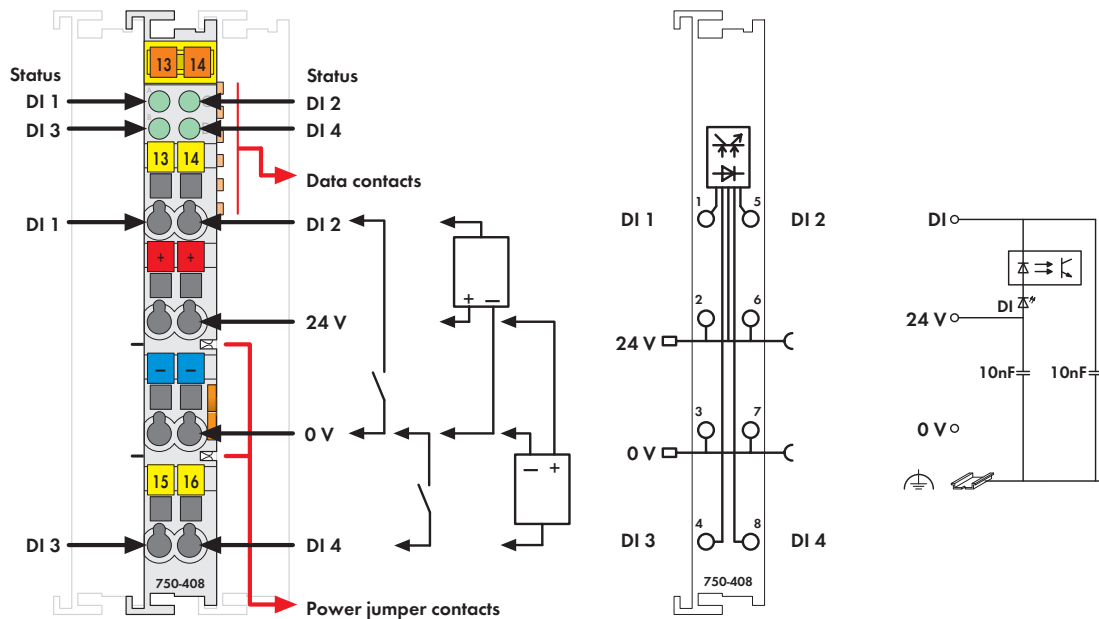 13 14
Status
Status
A C
DI 1
DI 2
B D
DI 3
DI 4
13 14
Data contacts
DI 1
DI 2
+ +
24 V
+ −
− −
0 V
− +
15 16
DI 3
DI 4
750-408
Power jumper contacts
1 5
DI 1
DI 2
2 6
24 V
3 7
0 V
4 8
DI 3
DI 4
750-408
DI
DI
24 V
10nF
10nF
0 V